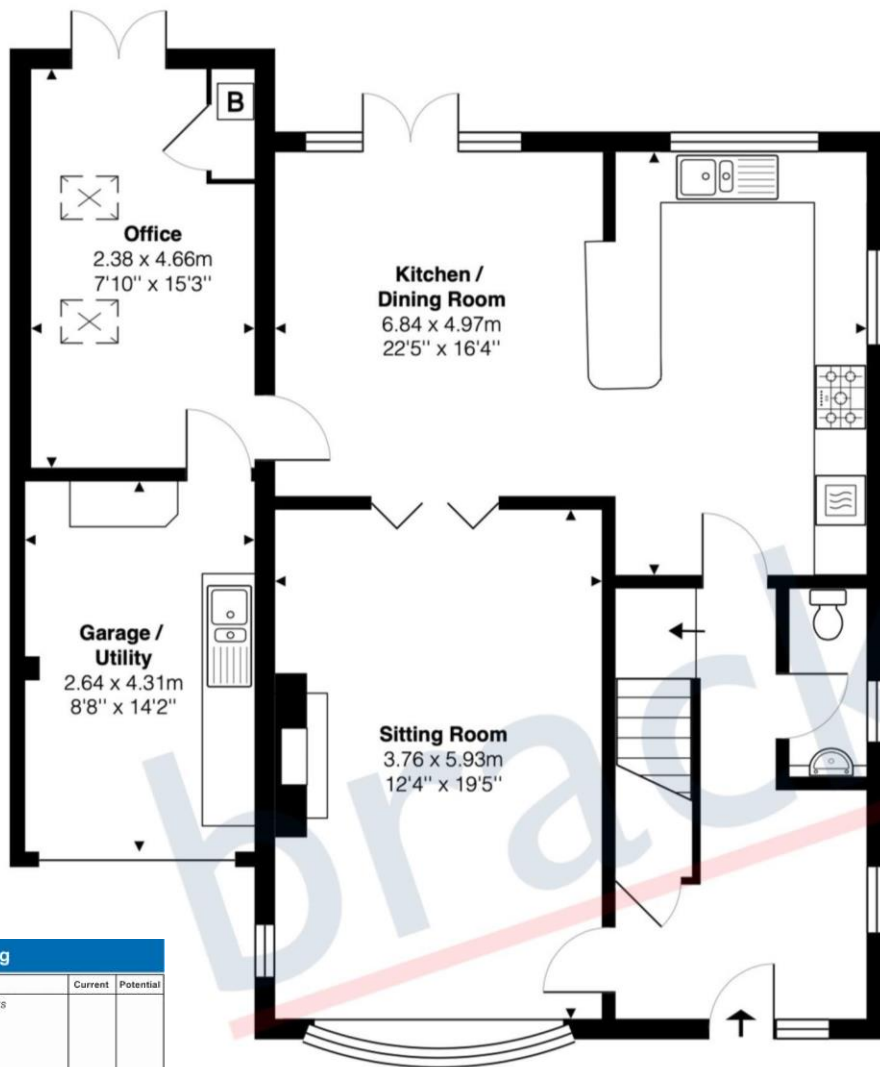 B
Office
2.38 x 4.66m
7'10'' x 15'3''
Kitchen /
Dining Room
6.84 x 4.97m
22'5'' x 16'4''
Garage /
Utility
2.64 x 4.31m
8'8'' x 14'2''
Sitting Room
3.76 x 5.93m
12'4'' x 19'5''
brack
g
Current Potential
s